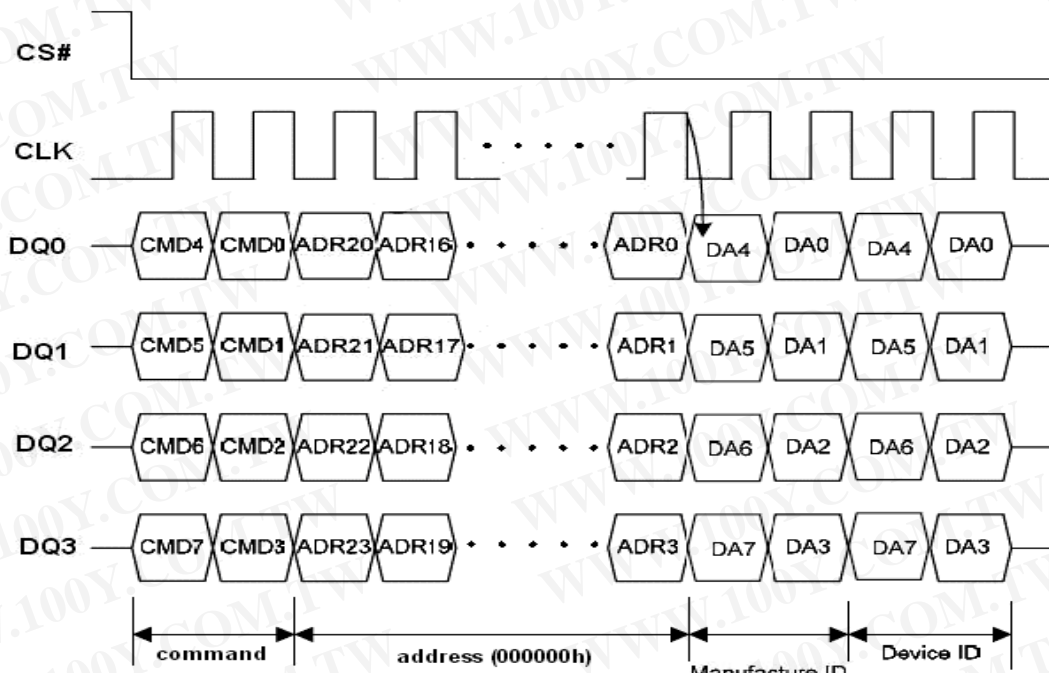 CS#
CLK
DQ0 CMD4 CMD0 ADR20 ADR16 ADR0 DA4 DA0 DA4 DA0
DQ1 CMD5 CMD1 ADR21 ADR17 ADR1 DA5 DA1 DA5 DA1
DQ2 CMD6 CMD2 ADR22 ADR18 ADR2 DA6 DA2 DA6 DA2
DQ3 CMD7 CMD3 ADR23 ADR19 ADR3 DA7 DA3 DA7 DA3
command address (000000h) Manufacture ID Device ID
WWW.100Y.COM.TW